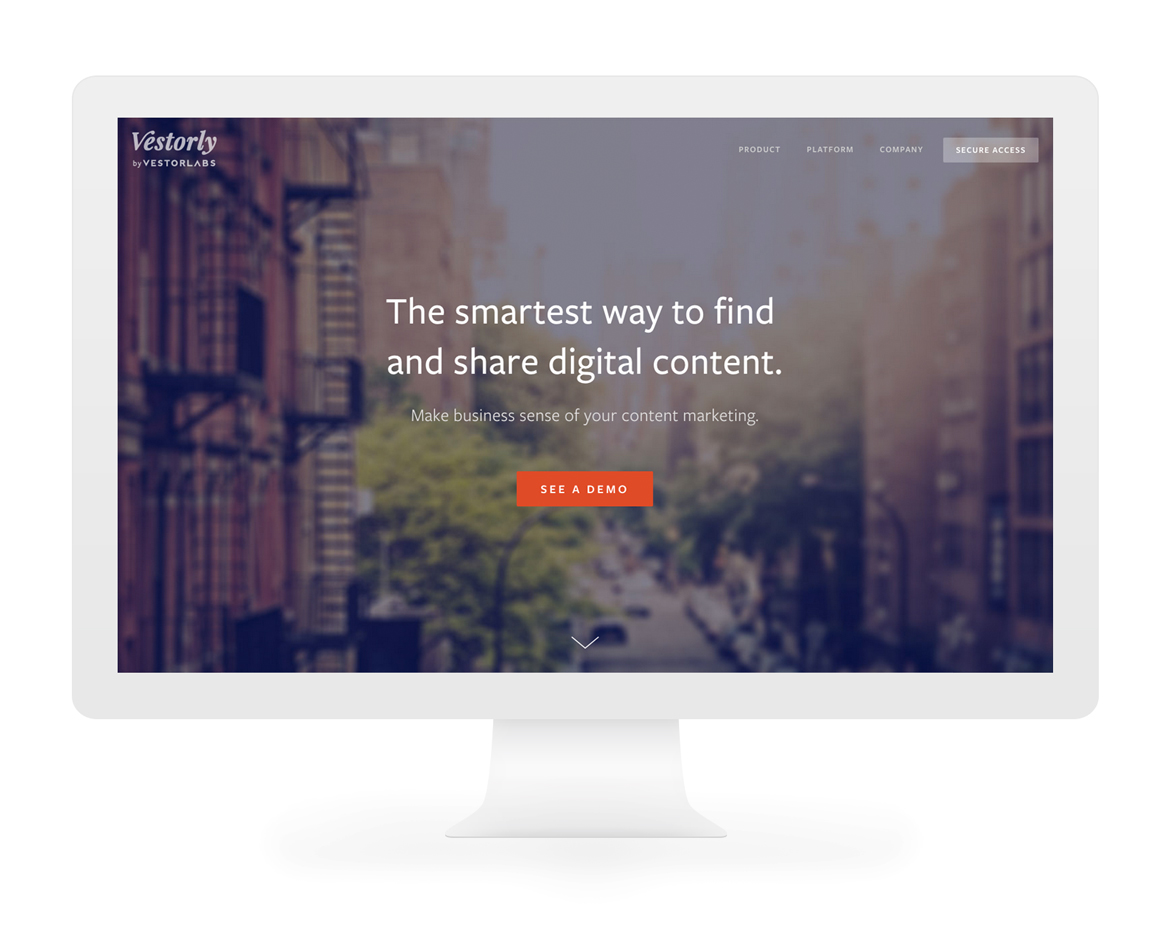 Vestorly
by VESTORLABS
PRODUCT
PLATFORM
COMPANY
SECURE ACCESS
The smartest way to find
and share digital content.
Make business sense of your content marketing.
SEE A DEMO